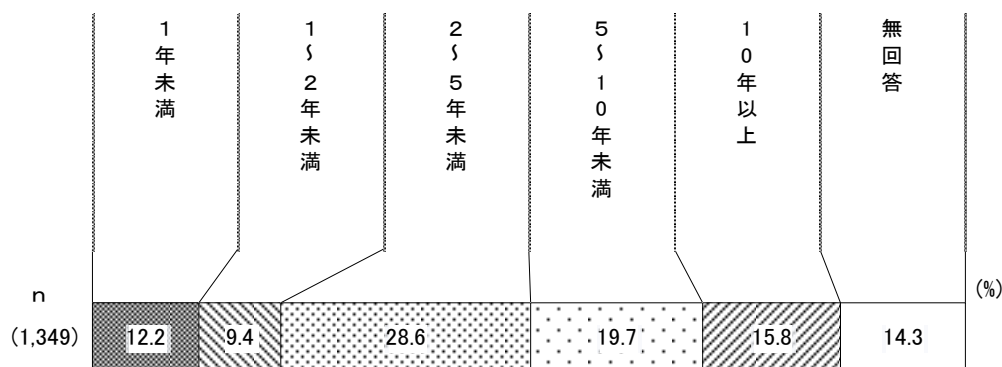 1年未満
1～2年未満
2～5年未満
5～10年未満
10年以上
無回答
(%)
n
(1,349)
12.2
9.4
28.6
19.7
15.8
14.3